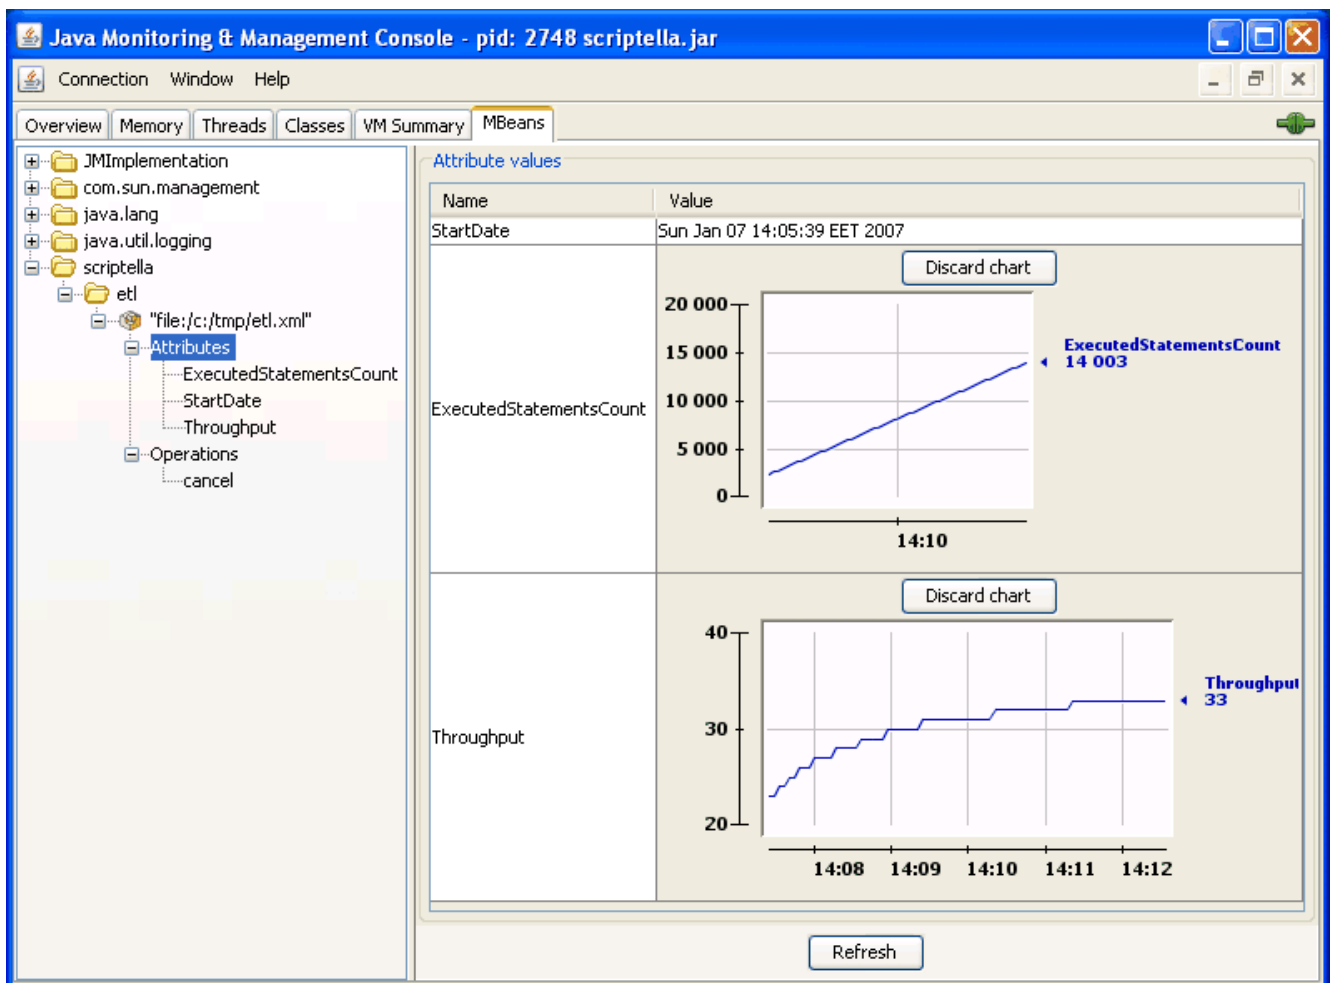 Java Monitoring & Management Console - pid: 2748 scriptella.jar
Connection Window Help
Overview Memory Threads Classes VM Summary MBeans
JMImplementation
com.sun.management
java.lang
java.util.logging
scriptella
etl
"file:/c:/tmp/etl.xml"
Attributes
ExecutedStatementsCount
StartDate
Throughput
Operations
cancel
Attribute values
Name Value
StartDate Sun Jan 07 14:05:39 EET 2007
ExecutedStatementsCount
Discard chart
20 000
15 000
10 000
5 000
0
14:10
ExecutedStatementsCount
14 003
Throughput
Discard chart
40
30
20
14:08 14:09 14:10 14:11 14:12
Throughput
33
Refresh